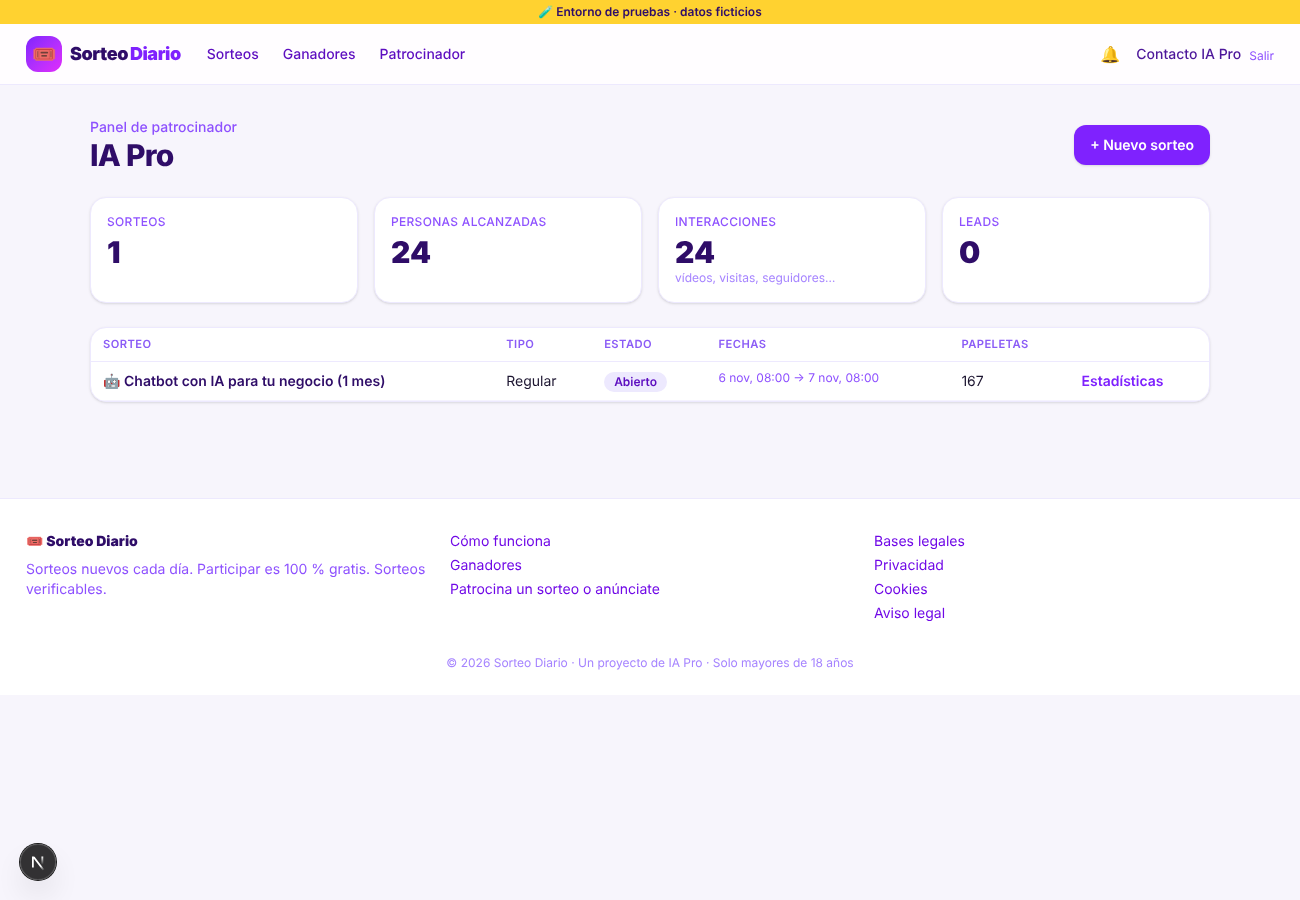 🧪 Entorno de pruebas · datos ficticios
Sorteo Diario
Sorteos
Ganadores
Patrocinador
Contacto IA Pro
Salir
Panel de patrocinador
IA Pro
+ Nuevo sorteo
SORTEOS
1
PERSONAS ALCANZADAS
24
INTERACCIONES
24
vídeos, visitas, seguidores...
LEADS
0
SORTEO TIPO ESTADO FECHAS PAPELETAS
🤖 Chatbot con IA para tu negocio (1 mes) Regular Abierto 6 nov, 08:00 → 7 nov, 08:00 167 Estadísticas
🎟️ Sorteo Diario
Sorteos nuevos cada día. Participar es 100 % gratis. Sorteos
verificables.
Cómo funciona
Ganadores
Patrocina un sorteo o anúnciate
Bases legales
Privacidad
Cookies
Aviso legal
© 2026 Sorteo Diario · Un proyecto de IA Pro · Solo mayores de 18 años
N